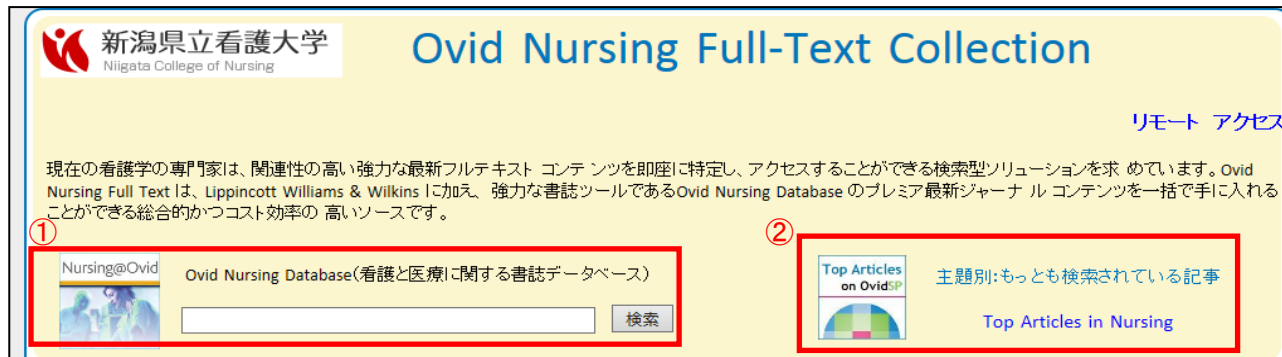 新潟県立看護大学
Niigata College of Nursing
Ovid Nursing Full-Text Collection
リモート アクセス
現在の看護学の専門家は、関連性の高い強力な最新フルテキスト コンテ ンツを即座に特定し、アクセスすることができる検索型ソリューションを求 めています。Ovid
Nursing Full Text は、Lippincott Williams & Wilkins に加え、 強力な書誌ツールであるOvid Nursing Database のプレミア最新ジャーナ ル コンテンツを一括で手に入れる
ことができる総合的かつコスト効率の 高いソースです。
①
Nursing@Ovid
Ovid Nursing Database(看護と医療に関する書誌データベース)
検索
②
Top Articles
on OvidSP
主題別:もっとも検索されている記事
Top Articles in Nursing